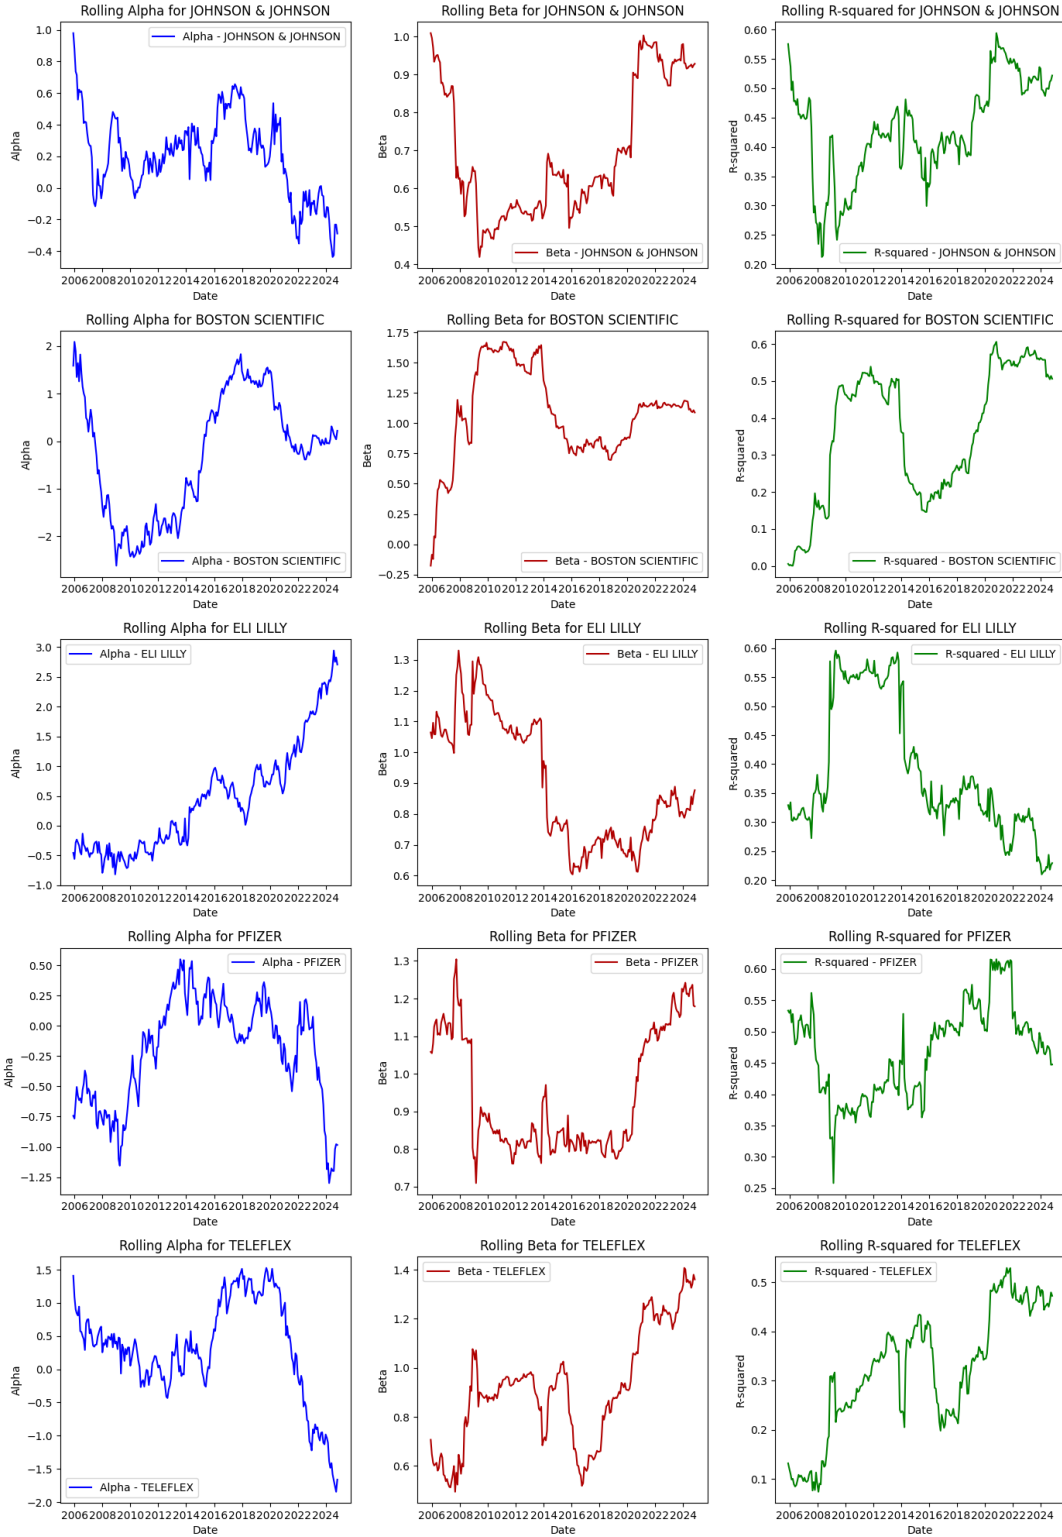 Rolling Alpha for JOHNSON & JOHNSON
Alpha
1.0
0.8
0.6
0.4
0.2
0.0
−0.2
−0.4
Alpha - JOHNSON & JOHNSON
2006 2008 2010 2012 2014 2016 2018 2020 2022 2024
Date
Rolling Beta for JOHNSON & JOHNSON
Beta
1.0
0.9
0.8
0.7
0.6
0.5
0.4
Beta - JOHNSON & JOHNSON
2006 2008 2010 2012 2014 2016 2018 2020 2022 2024
Date
Rolling R-squared for JOHNSON & JOHNSON
R-squared
0.60
0.55
0.50
0.45
0.40
0.35
0.30
0.25
0.20
R-squared - JOHNSON & JOHNSON
2006 2008 2010 2012 2014 2016 2018 2020 2022 2024
Date
Rolling Alpha for BOSTON SCIENTIFIC
Alpha
2
1
0
−1
−2
Alpha - BOSTON SCIENTIFIC
2006 2008 2010 2012 2014 2016 2018 2020 2022 2024
Date
Rolling Beta for BOSTON SCIENTIFIC
Beta
1.75
1.50
1.25
1.00
0.75
0.50
0.25
0.00
−0.25
Beta - BOSTON SCIENTIFIC
2006 2008 2010 2012 2014 2016 2018 2020 2022 2024
Date
Rolling R-squared for BOSTON SCIENTIFIC
R-squared
0.6
0.5
0.4
0.3
0.2
0.1
0.0
R-squared - BOSTON SCIENTIFIC
2006 2008 2010 2012 2014 2016 2018 2020 2022 2024
Date
Rolling Alpha for ELI LILLY
Alpha
3.0
2.5
2.0
1.5
1.0
0.5
0.0
−0.5
−1.0
Alpha - ELI LILLY
2006 2008 2010 2012 2014 2016 2018 2020 2022 2024
Date
Rolling Beta for ELI LILLY
Beta
1.3
1.2
1.1
1.0
0.9
0.8
0.7
0.6
Beta - ELI LILLY
2006 2008 2010 2012 2014 2016 2018 2020 2022 2024
Date
Rolling R-squared for ELI LILLY
R-squared
0.60
0.55
0.50
0.45
0.40
0.35
0.30
0.25
0.20
R-squared - ELI LILLY
2006 2008 2010 2012 2014 2016 2018 2020 2022 2024
Date
Rolling Alpha for PFIZER
Alpha
0.50
0.25
0.00
−0.25
−0.50
−0.75
−1.00
−1.25
Alpha - PFIZER
2006 2008 2010 2012 2014 2016 2018 2020 2022 2024
Date
Rolling Beta for PFIZER
Beta
1.3
1.2
1.1
1.0
0.9
0.8
0.7
Beta - PFIZER
2006 2008 2010 2012 2014 2016 2018 2020 2022 2024
Date
Rolling R-squared for PFIZER
R-squared
0.60
0.55
0.50
0.45
0.40
0.35
0.30
0.25
R-squared - PFIZER
2006 2008 2010 2012 2014 2016 2018 2020 2022 2024
Date
Rolling Alpha for TELEFLEX
Alpha
1.5
1.0
0.5
0.0
−0.5
−1.0
−1.5
−2.0
Alpha - TELEFLEX
2006 2008 2010 2012 2014 2016 2018 2020 2022 2024
Date
Rolling Beta for TELEFLEX
Beta
1.4
1.2
1.0
0.8
0.6
Beta - TELEFLEX
2006 2008 2010 2012 2014 2016 2018 2020 2022 2024
Date
Rolling R-squared for TELEFLEX
R-squared
0.5
0.4
0.3
0.2
0.1
R-squared - TELEFLEX
2006 2008 2010 2012 2014 2016 2018 2020 2022 2024
Date